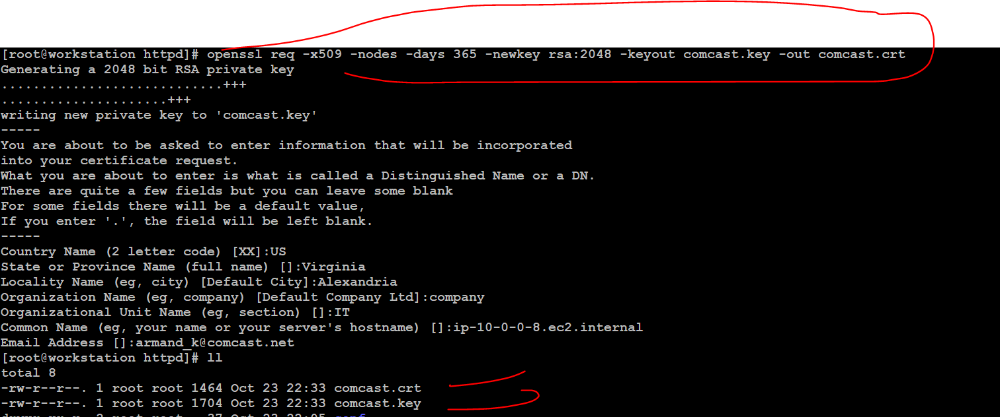 [root@workstation httpd]# openssl req -x509 -nodes -days 365 -newkey rsa:2048 -keyout comcast.key -out comcast.crt
Generating a 2048 bit RSA private key
............................+++
.....................+++
writing new private key to 'comcast.key'
-----
You are about to be asked to enter information that will be incorporated
into your certificate request.
What you are about to enter is what is called a Distinguished Name or a DN.
There are quite a few fields but you can leave some blank
For some fields there will be a default value,
If you enter '.', the field will be left blank.
-----
Country Name (2 letter code) [XX]:US
State or Province Name (full name) []:Virginia
Locality Name (eg, city) [Default City]:Alexandria
Organization Name (eg, company) [Default Company Ltd]:company
Organizational Unit Name (eg, section) []:IT
Common Name (eg, your name or your server's hostname) []:ip-10-0-0-8.ec2.internal
Email Address []:armand_k@comcast.net
[root@workstation httpd]# ll
total 8
-rw-r--r--. 1 root root 1464 Oct 23 22:33 comcast.crt
-rw-r--r--. 1 root root 1704 Oct 23 22:33 comcast.key